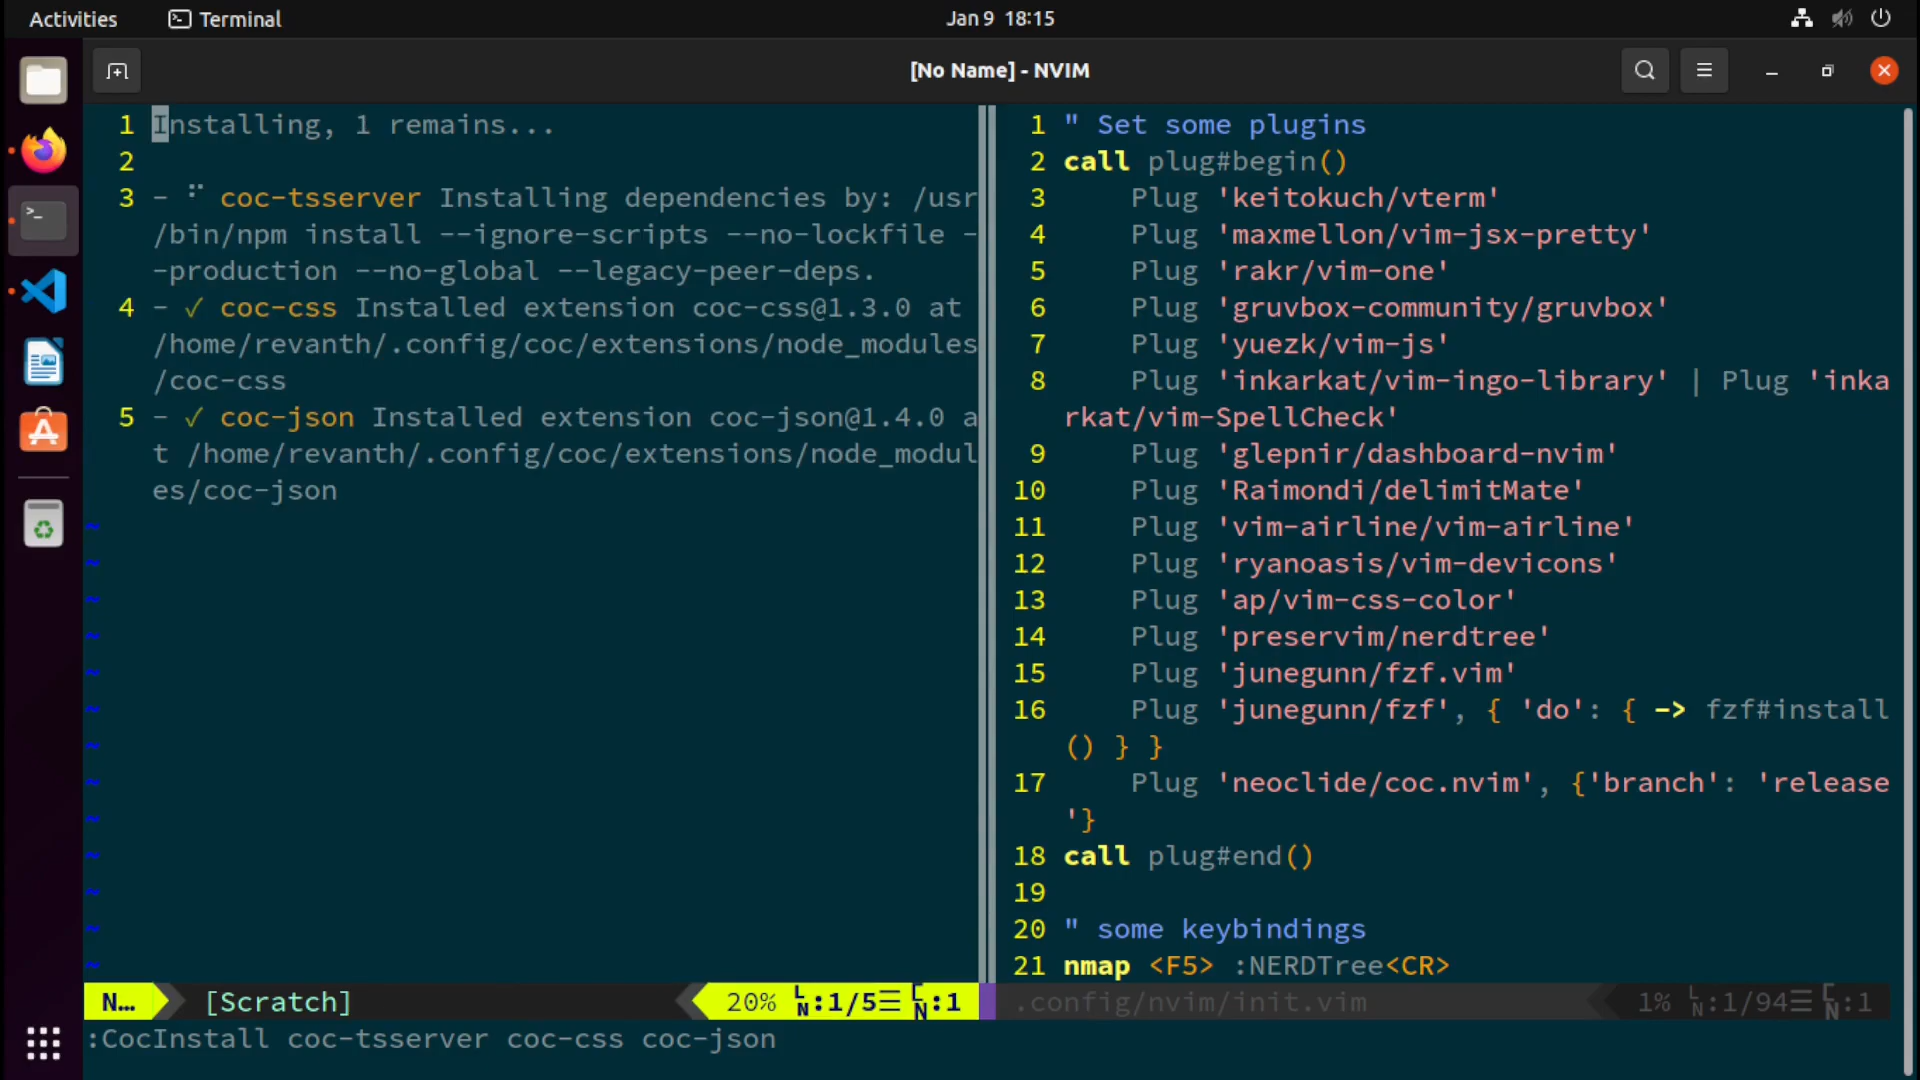 Activities Terminal Jan 9 18:15
[No Name] - NVIM
1 Installing, 1 remains...
2
3 - ⠋ coc-tsserver Installing dependencies by: /usr
/bin/npm install --ignore-scripts --no-lockfile -
-production --no-global --legacy-peer-deps.
4 - ✓ coc-css Installed extension coc-css@1.3.0 at
/home/revanth/.config/coc/extensions/node_modules
/coc-css
5 - ✓ coc-json Installed extension coc-json@1.4.0 a
t /home/revanth/.config/coc/extensions/node_modul
es/coc-json
~
~
~
~
~
~
~
~
~
~
~
~
~
N... [Scratch] 20% LN:1/5☰ CN:1
1 " Set some plugins
2 call plug#begin()
3 Plug 'keitokuch/vterm'
4 Plug 'maxmellon/vim-jsx-pretty'
5 Plug 'rakr/vim-one'
6 Plug 'gruvbox-community/gruvbox'
7 Plug 'yuezk/vim-js'
8 Plug 'inkarkat/vim-ingo-library' | Plug 'inka
rkat/vim-SpellCheck'
9 Plug 'glepnir/dashboard-nvim'
10 Plug 'Raimondi/delimitMate'
11 Plug 'vim-airline/vim-airline'
12 Plug 'ryanoasis/vim-devicons'
13 Plug 'ap/vim-css-color'
14 Plug 'preservim/nerdtree'
15 Plug 'junegunn/fzf.vim'
16 Plug 'junegunn/fzf', { 'do': { -> fzf#install
() } }
17 Plug 'neoclide/coc.nvim', {'branch': 'release
'}
18 call plug#end()
19
20 " some keybindings
21 nmap <F5> :NERDTree<CR>
.config/nvim/init.vim 1% LN:1/94☰ CN:1
:CocInstall coc-tsserver coc-css coc-json